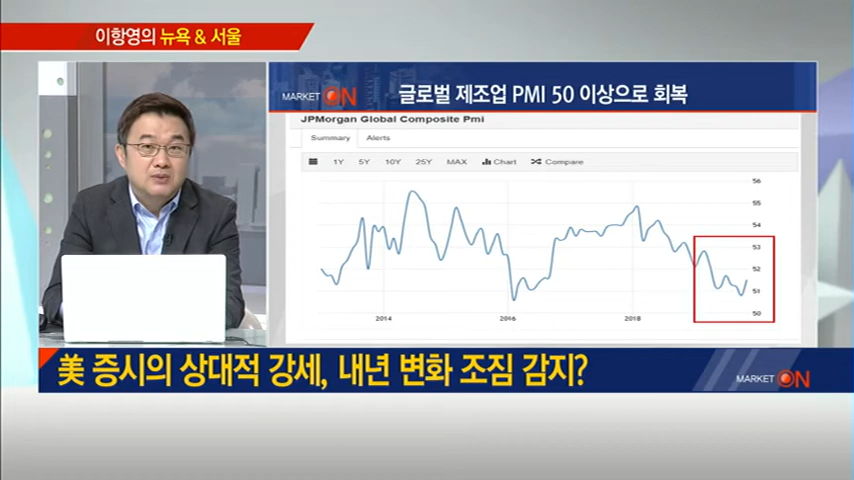 이항영의 뉴욕 & 서울
MARKET ON 글로벌 제조업 PMI 50 이상으로 회복
JPMorgan Global Composite Pmi
Summary Alerts
1Y 5Y 10Y 25Y MAX Chart Compare
56
55
54
53
52
51
50
2014 2016 2018
美 증시의 상대적 강세, 내년 변화 조짐 감지?
MARKET ON